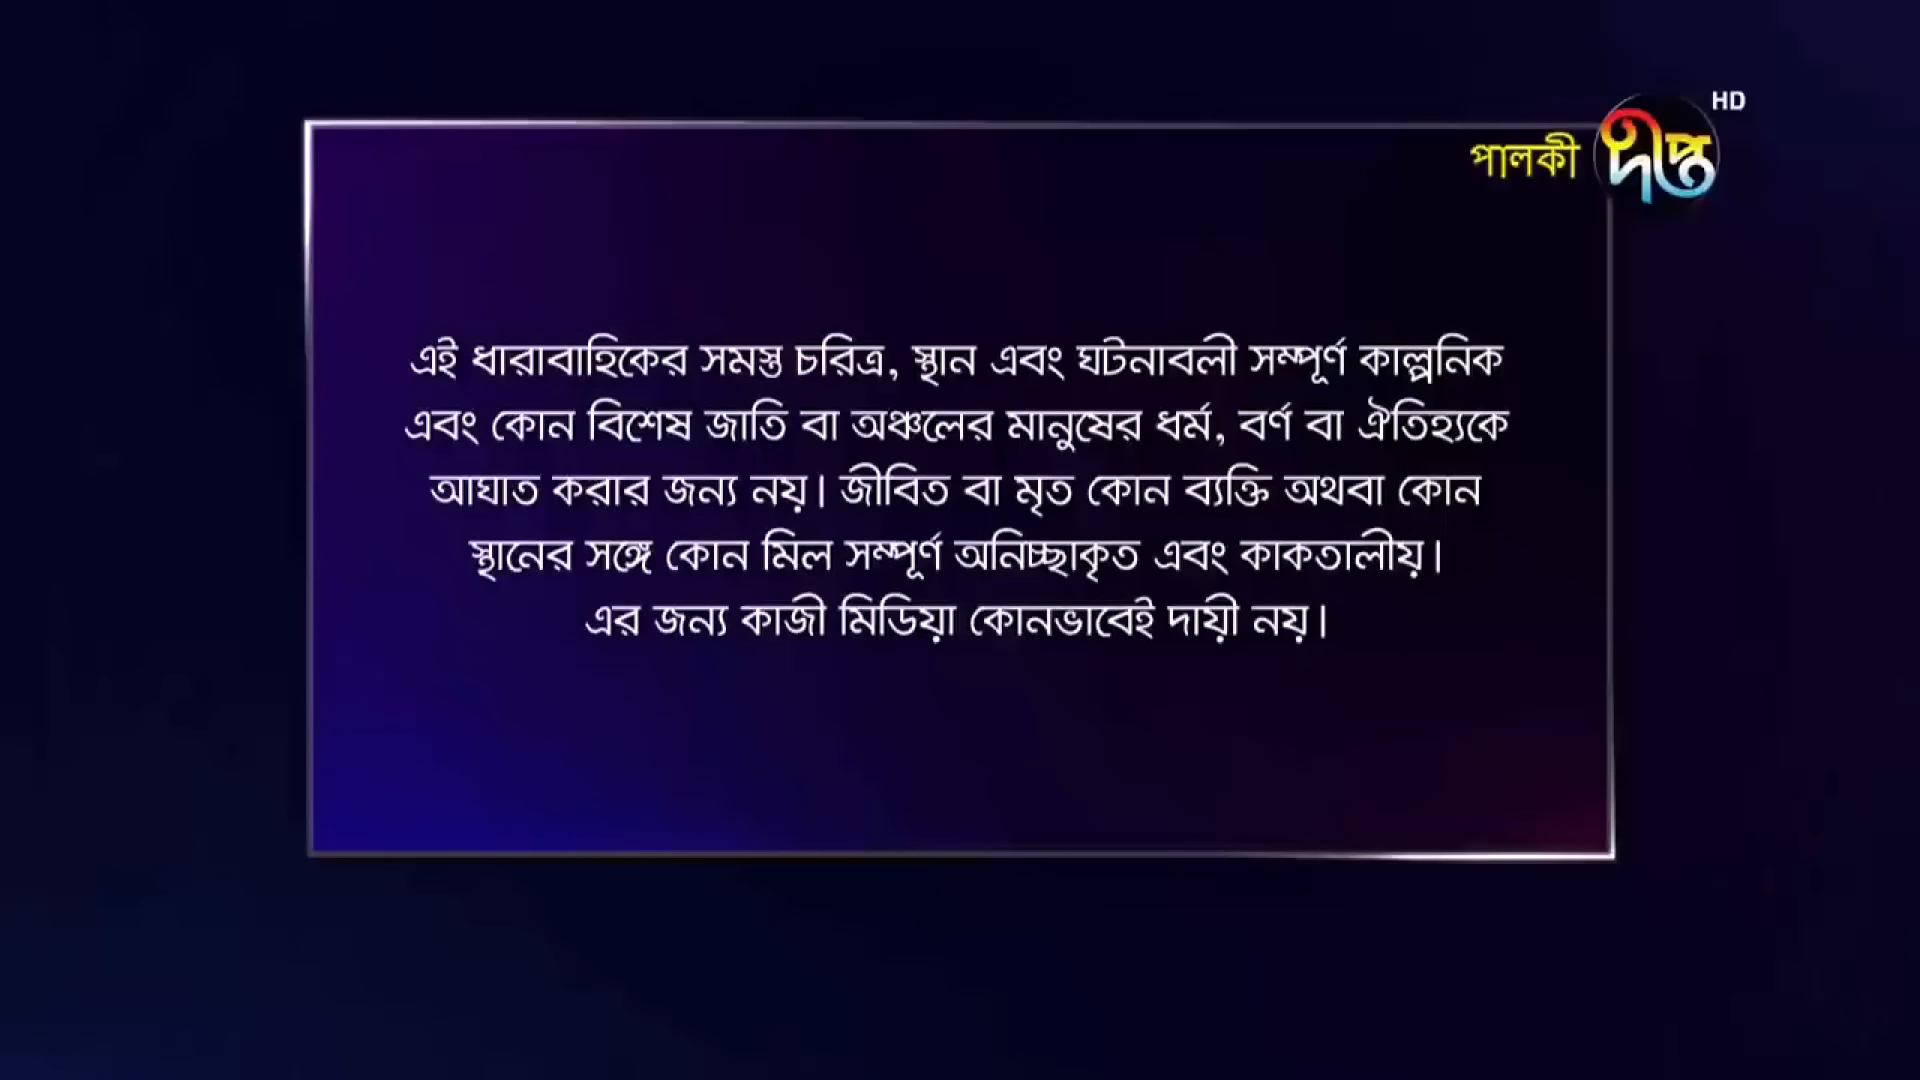 HD
পালকী দীপ্ত
এই ধারাবাহিকের সমস্ত চরিত্র, স্থান এবং ঘটনাবলী সম্পূর্ণ কাল্পনিক
এবং কোন বিশেষ জাতি বা অঞ্চলের মানুষের ধর্ম, বর্ণ বা ঐতিহ্যকে
আঘাত করার জন্য নয়। জীবিত বা মৃত কোন ব্যক্তি অথবা কোন
স্থানের সঙ্গে কোন মিল সম্পূর্ণ অনিচ্ছাকৃত এবং কাকতালীয়।
এর জন্য কাজী মিডিয়া কোনভাবেই দায়ী নয়।